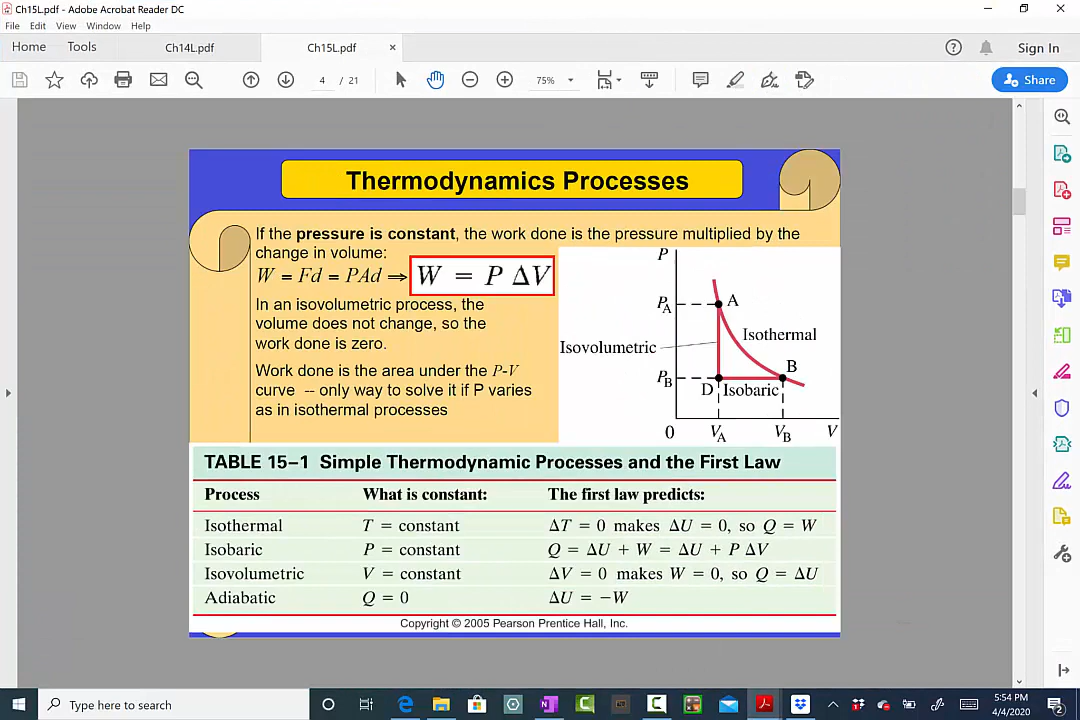 Ch15L.pdf - Adobe Acrobat Reader DC
File Edit View Window Help
Home Tools Ch14L.pdf Ch15L.pdf × Sign In
4 / 21 75% Share
Thermodynamics Processes
If the pressure is constant, the work done is the pressure multiplied by the
change in volume:
W = Fd = PAd ⇒ W = P ΔV
In an isovolumetric process, the
volume does not change, so the
work done is zero.
Work done is the area under the P-V
curve -- only way to solve it if P varies
as in isothermal processes
P
P_A A
Isothermal
Isovolumetric
P_B B
D Isobaric
0 V_A V_B V
TABLE 15–1 Simple Thermodynamic Processes and the First Law
Process What is constant: The first law predicts:
Isothermal T = constant ΔT = 0 makes ΔU = 0, so Q = W
Isobaric P = constant Q = ΔU + W = ΔU + P ΔV
Isovolumetric V = constant ΔV = 0 makes W = 0, so Q = ΔU
Adiabatic Q = 0 ΔU = −W
Copyright © 2005 Pearson Prentice Hall, Inc.
Type here to search
5:54 PM
4/4/2020
2